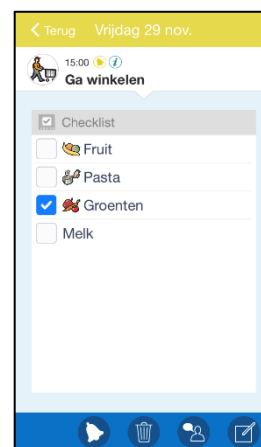 Terug Vrijdag 29 nov.
15:00
Ga winkelen
Checklist
Fruit
Pasta
Groenten
Melk